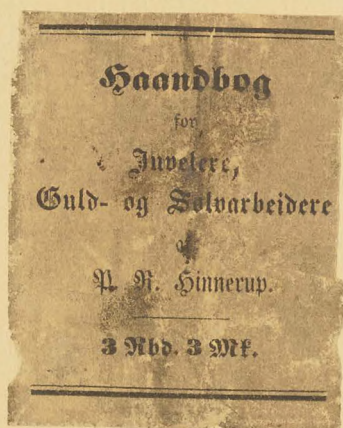 Haandbog
for
Juvelere,
Guld- og Sølvarbeidere
af
P. R. Hinnerup.
3 Rbd. 3 Mk.